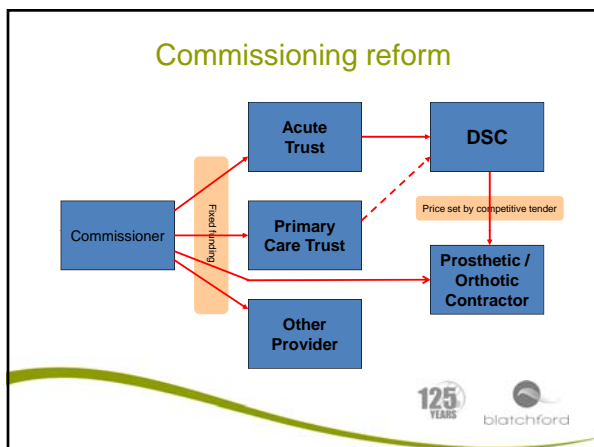 Commissioning reform
Acute
Trust
DSC
Fixed funding
Price set by competitive tender
Commissioner
Primary
Care Trust
Prosthetic /
Orthotic
Contractor
Other
Provider
125
YEARS
blatchford